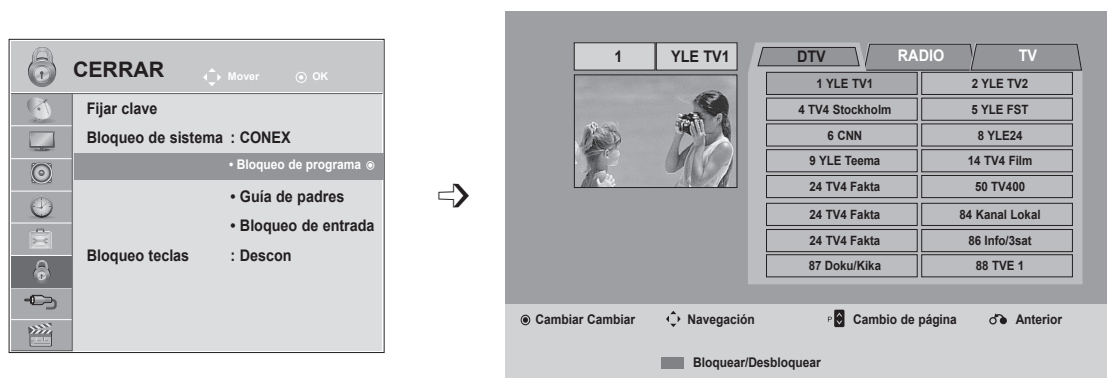 CERRAR Mover OK
Fijar clave
Bloqueo de sistema : CONEX
• Bloqueo de programa
• Guía de padres
• Bloqueo de entrada
Bloqueo teclas : Descon
1 YLE TV1
DTV RADIO TV
1 YLE TV1 2 YLE TV2
4 TV4 Stockholm 5 YLE FST
6 CNN 8 YLE24
9 YLE Teema 14 TV4 Film
24 TV4 Fakta 50 TV400
24 TV4 Fakta 84 Kanal Lokal
24 TV4 Fakta 86 Info/3sat
87 Doku/Kika 88 TVE 1
Cambiar Cambiar Navegación P Cambio de página Anterior
Bloquear/Desbloquear